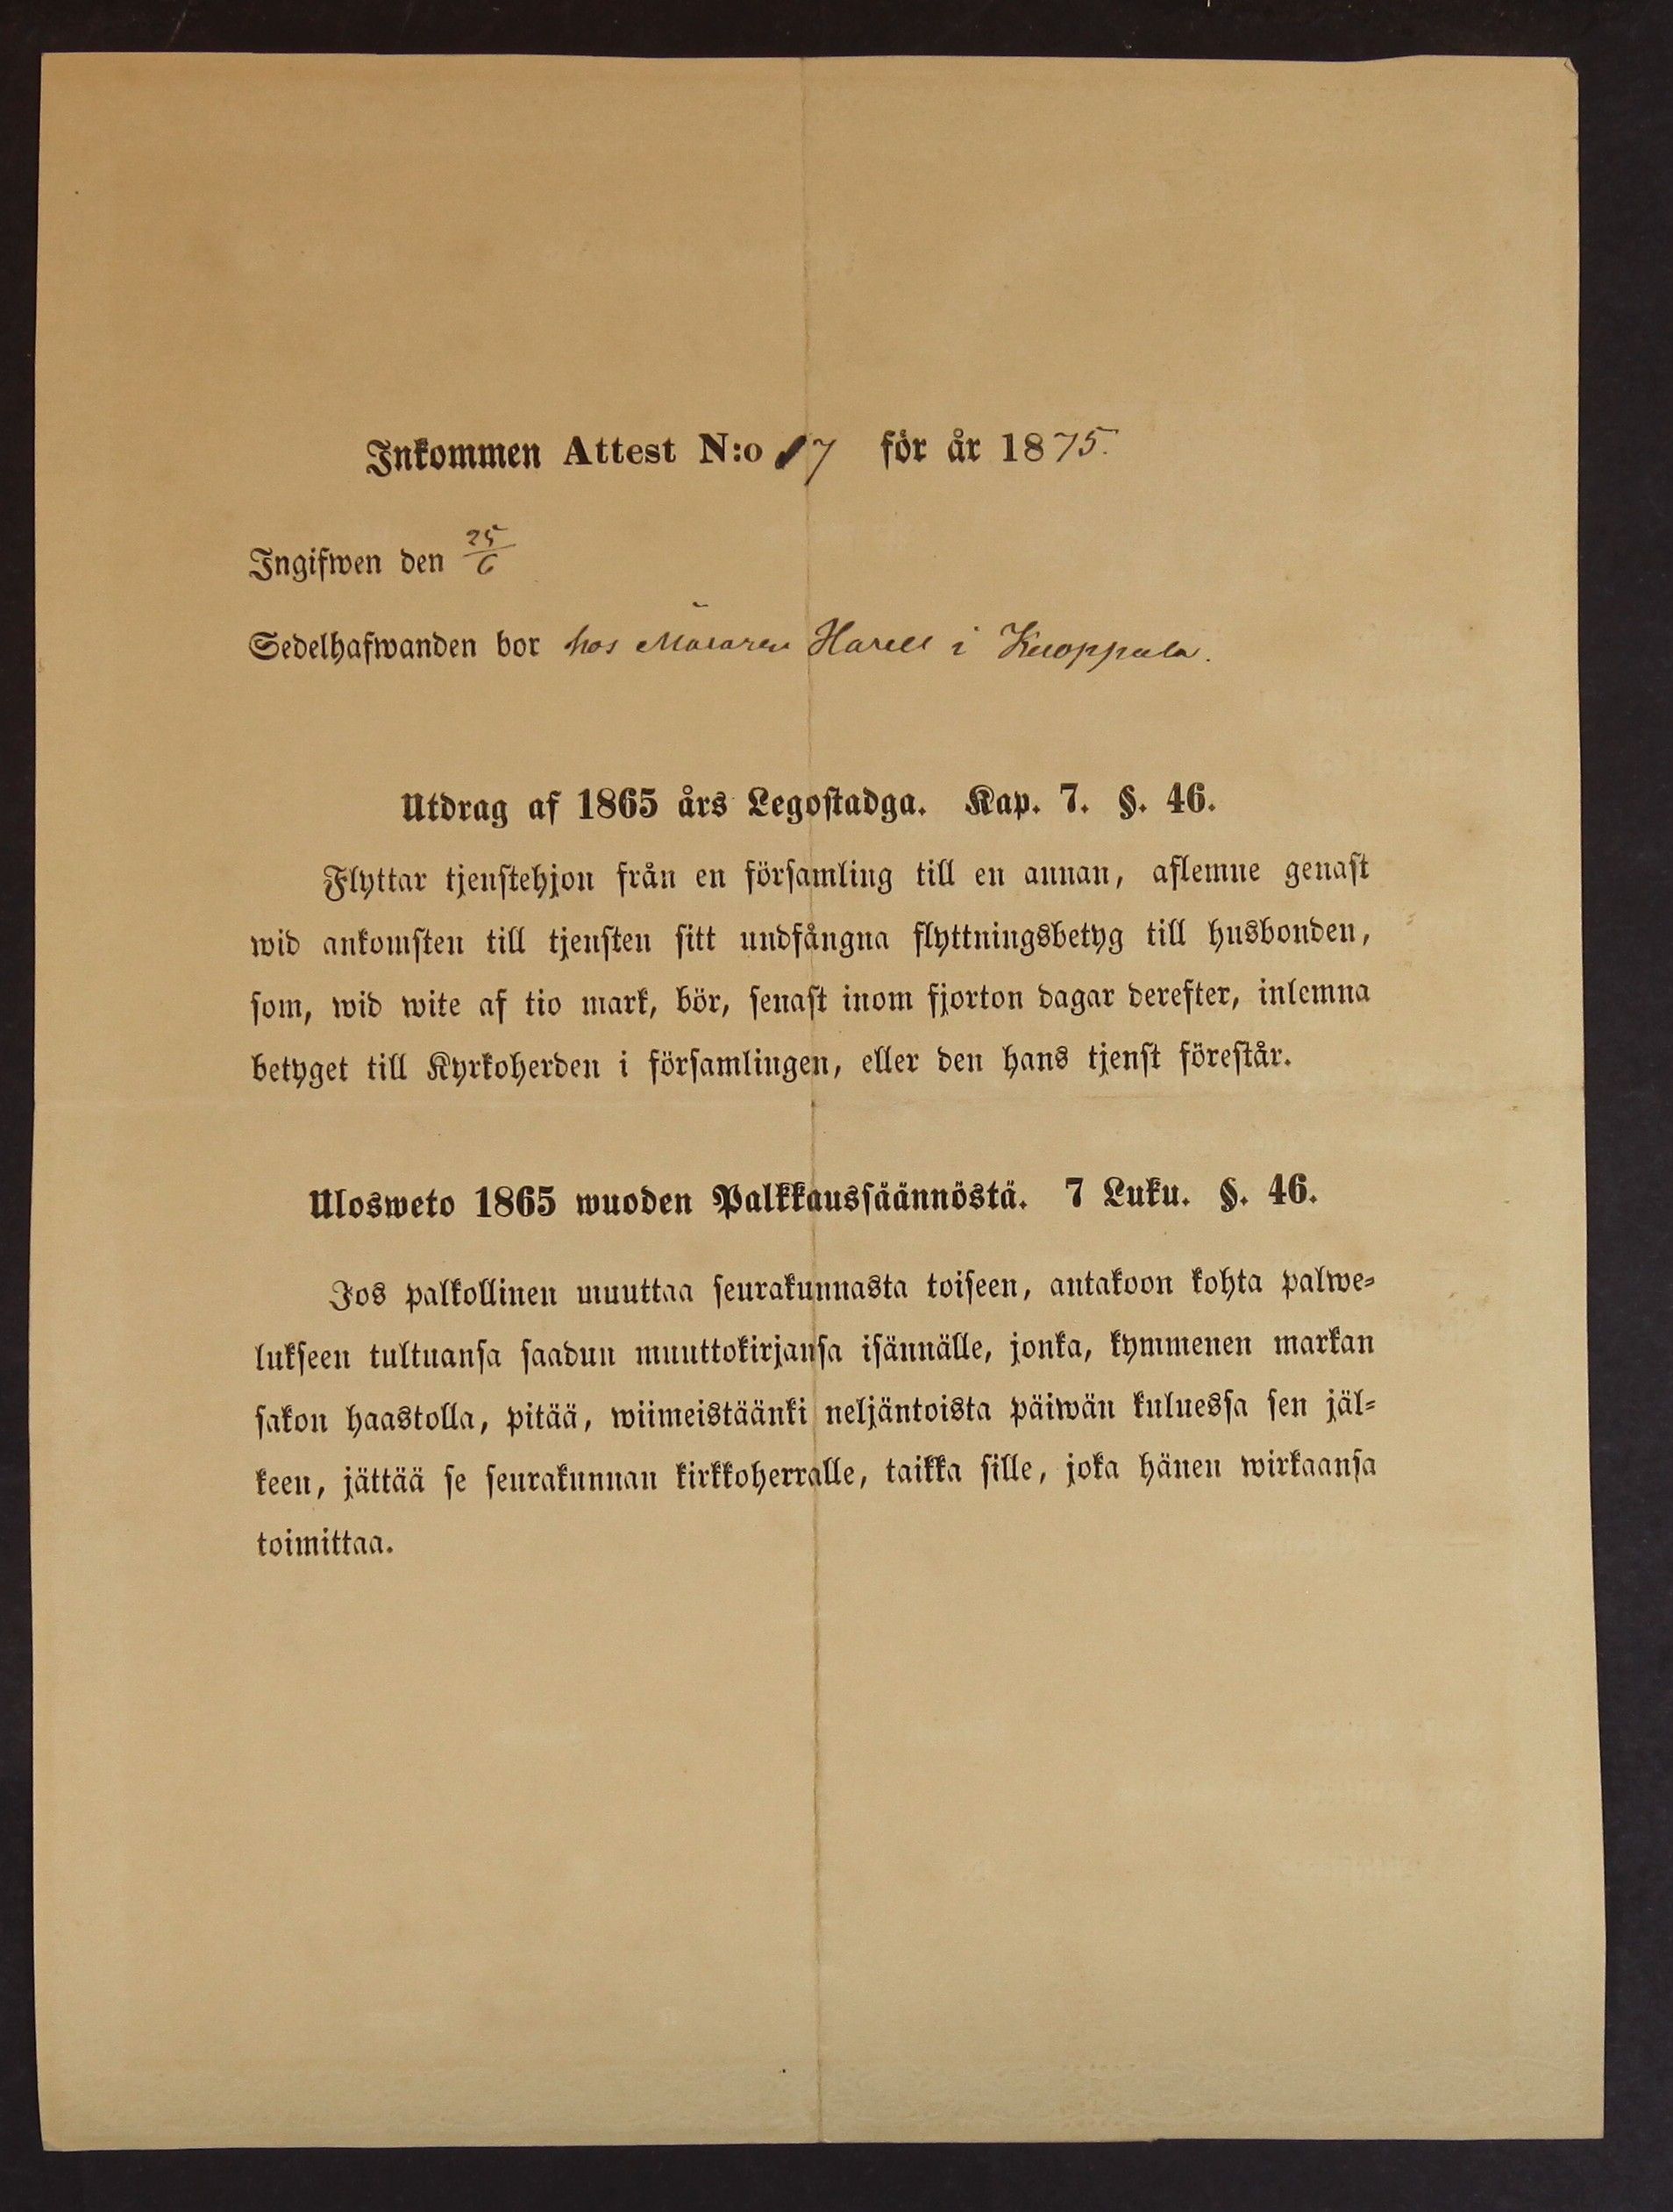 Inkommen Attest N:o 17 för år 1875.
Ingifwen den 25/6
Sedelhafwanden bor hos Målaren Harell i Knoppula.
Utdrag af 1865 års Legostadga. Kap. 7. §. 46.
Flyttar tjenstehjon från en församling till en annan, aflemne genast
wid ankomsten till tjensten sitt undfångna flyttningsbetyg till husbonden,
som, wid wite af tio mark, bör, senast inom fjorton dagar derefter, inlemna
betyget till Kyrkoherden i församlingen, eller den hans tjenst förestår.
Ulosweto 1865 wuoden Palkkaussäännöstä. 7 Luku. §. 46.
Jos palkollinen muuttaa seurakunnasta toiseen, antakoon kohta palwe-
lukseen tultuansa saadun muuttokirjansa isännälle, jonka, kymmenen markan
sakon haastolla, pitää, wiimeistäänki neljäntoista päiwän kuluessa sen jäl-
keen, jättää se seurakunnan kirkkoherralle, taikka sille, joka hänen wirkaansa
toimittaa.